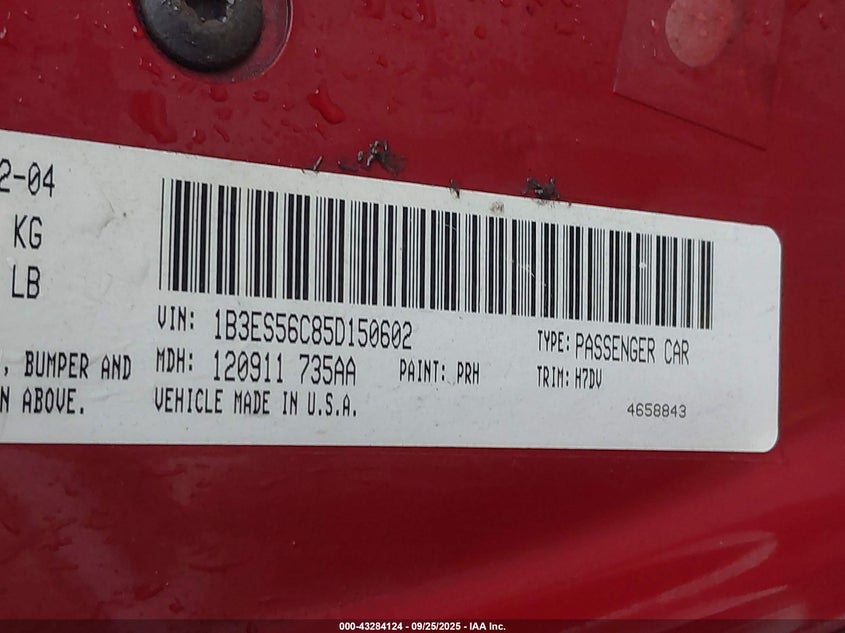 2-04
KG
LB
VIN: 1B3ES56C85D150602
TYPE: PASSENGER CAR
, BUMPER AND
MDH: 120911 735AA
PAINT: PRH
TRIM: H7DV
N ABOVE.
VEHICLE MADE IN U.S.A.
4658843
000-43284124 - 09/25/2025 - IAA Inc.